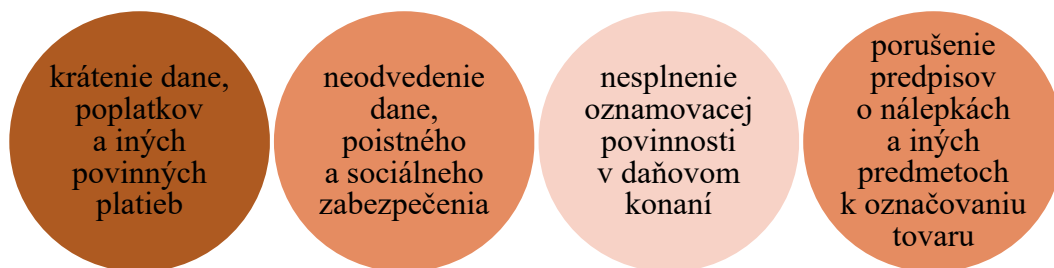 krátenie dane,
poplatkov
a iných
povinných
platieb
neodvedenie
dane,
poistného
a sociálneho
zabezpečenia
nesplnenie
oznamovacej
povinnosti
v daňovom
konaní
porušenie
predpisov
o nálepkách
a iných
predmetoch
k označovaniu
tovaru